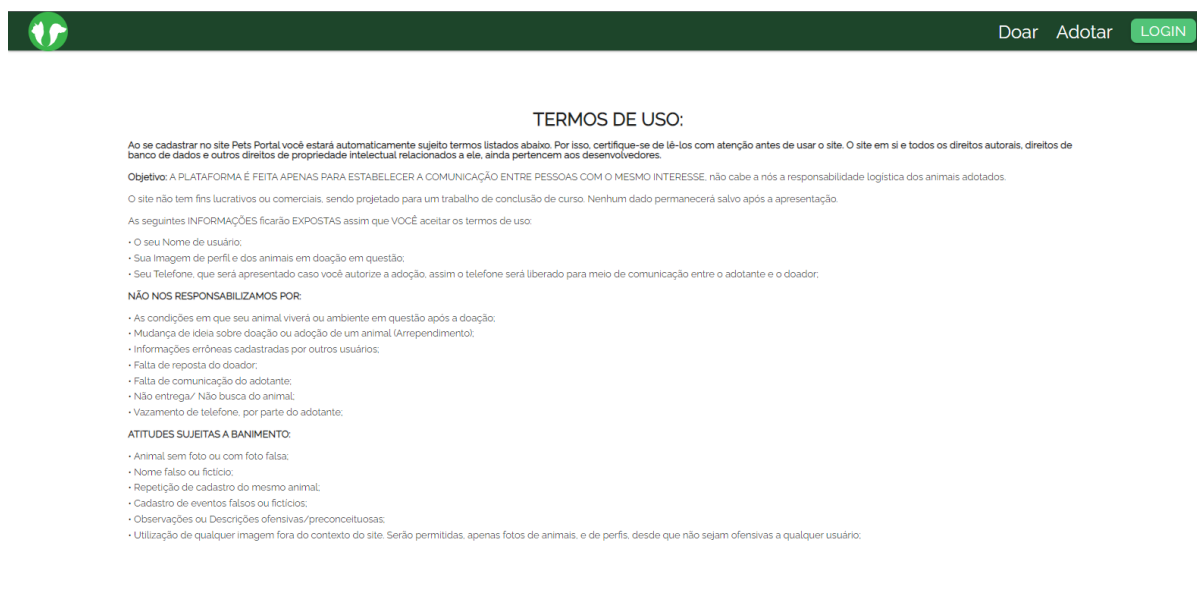 Doar Adotar LOGIN
TERMOS DE USO:
Ao se cadastrar no site Pets Portal você estará automaticamente sujeito termos listados abaixo. Por isso, certifique-se de lê-los com atenção antes de usar o site. O site em si e todos os direitos autorais, direitos de
banco de dados e outros direitos de propriedade intelectual relacionados a ele, ainda pertencem aos desenvolvedores.
Objetivo: A PLATAFORMA É FEITA APENAS PARA ESTABELECER A COMUNICAÇÃO ENTRE PESSOAS COM O MESMO INTERESSE, não cabe a nós a responsabilidade logística dos animais adotados.
O site não tem fins lucrativos ou comerciais, sendo projetado para um trabalho de conclusão de curso. Nenhum dado permanecerá salvo após a apresentação.
As seguintes INFORMAÇÕES ficarão EXPOSTAS assim que VOCÊ aceitar os termos de uso:
• O seu Nome de usuário;
• Sua Imagem de perfil e dos animais em doação em questão;
• Seu Telefone, que será apresentado caso você autorize a adoção, assim o telefone será liberado para meio de comunicação entre o adotante e o doador;
NÃO NOS RESPONSABILIZAMOS POR:
• As condições em que seu animal viverá ou ambiente em questão após a doação;
• Mudança de ideia sobre doação ou adoção de um animal (Arrependimento);
• Informações errôneas cadastradas por outros usuários;
• Falta de reposta do doador;
• Falta de comunicação do adotante;
• Não entrega/ Não busca do animal;
• Vazamento de telefone, por parte do adotante;
ATITUDES SUJEITAS A BANIMENTO:
• Animal sem foto ou com foto falsa;
• Nome falso ou fictício;
• Repetição de cadastro do mesmo animal;
• Cadastro de eventos falsos ou fictícios;
• Observações ou Descrições ofensivas/preconceituosas;
• Utilização de qualquer imagem fora do contexto do site. Serão permitidas, apenas fotos de animais, e de perfis, desde que não sejam ofensivas a qualquer usuário;